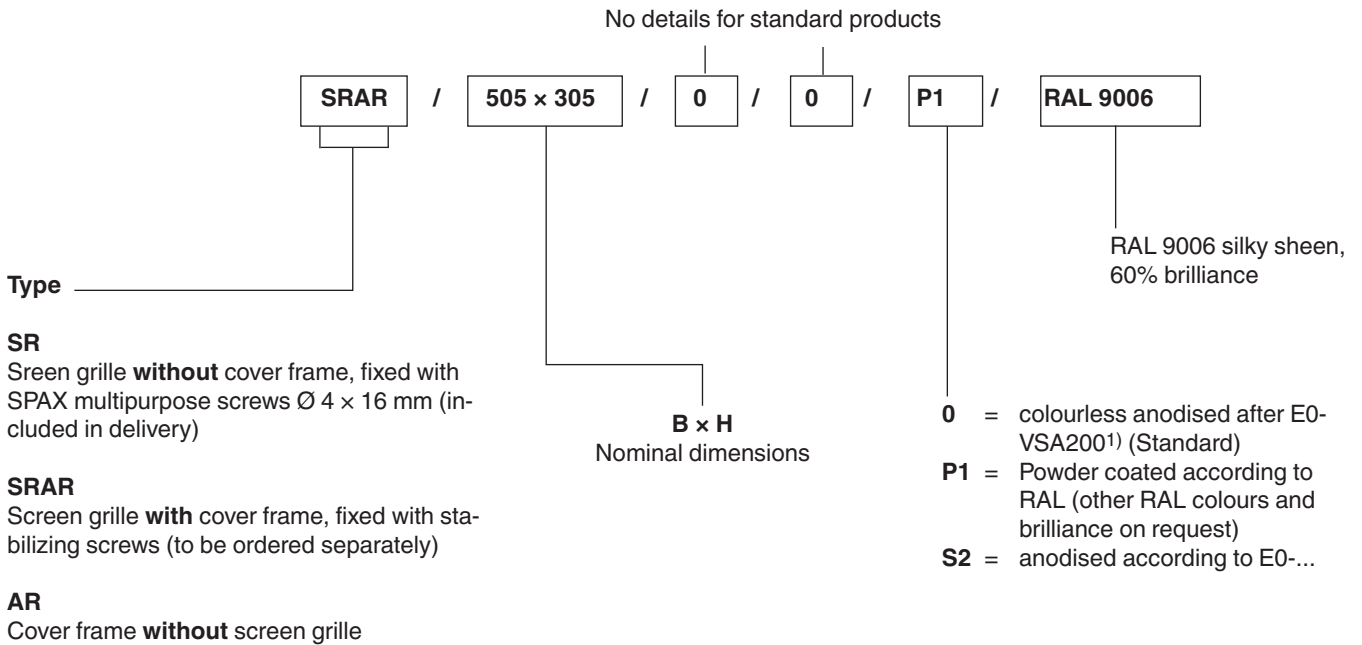 No details for standard products
SRAR / 505 × 305 / 0 / 0 / P1 / RAL 9006
RAL 9006 silky sheen,
60% brilliance
Type
SR
Sreen grille without cover frame, fixed with
SPAX multipurpose screws Ø 4 × 16 mm (in-
cluded in delivery)
SRAR
Screen grille with cover frame, fixed with sta-
bilizing screws (to be ordered separately)
AR
Cover frame without screen grille
B × H
Nominal dimensions
0 = colourless anodised after E0-
VSA2001) (Standard)
P1 = Powder coated according to
RAL (other RAL colours and
brilliance on request)
S2 = anodised according to E0-...